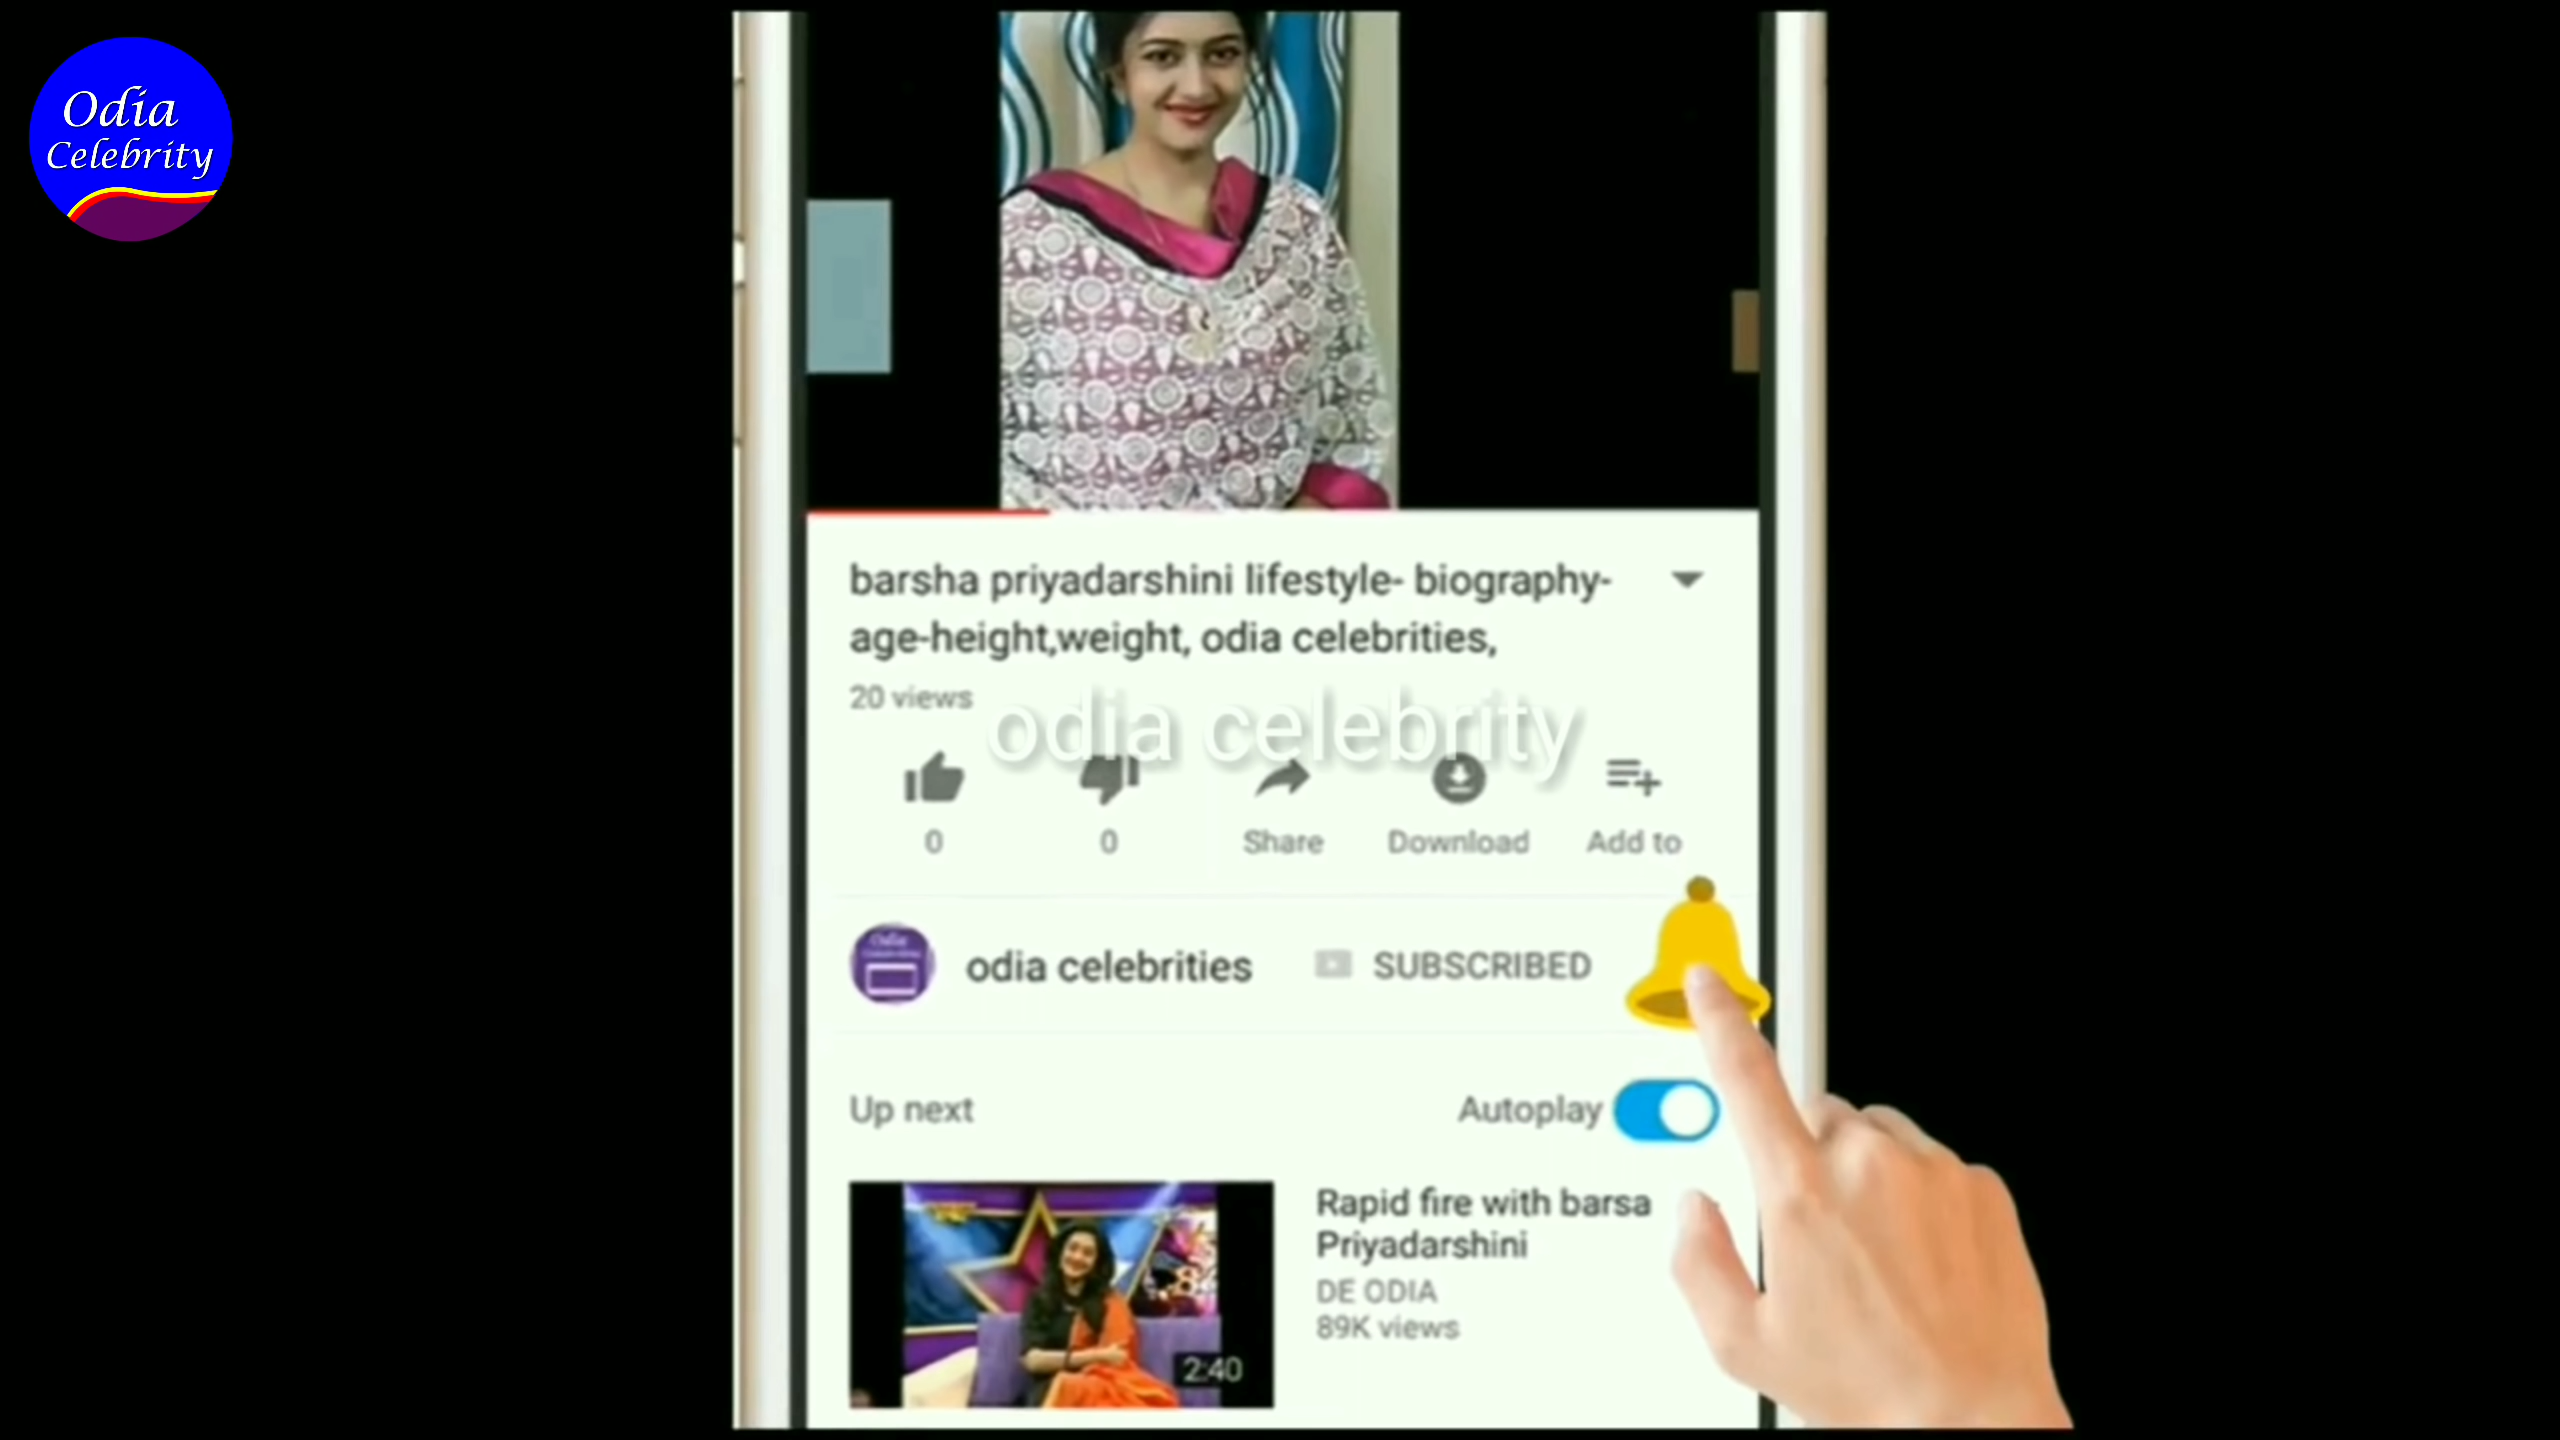 Odia
Celebrity
barsha priyadarshini lifestyle- biography-
age-height,weight, odia celebrities,
20 views
odia celebrity
0
0
Share
Download
Add to
odia celebrities
SUBSCRIBED
Up next
Autoplay
Rapid fire with barsa
Priyadarshini
DE ODIA
89K views
2:40